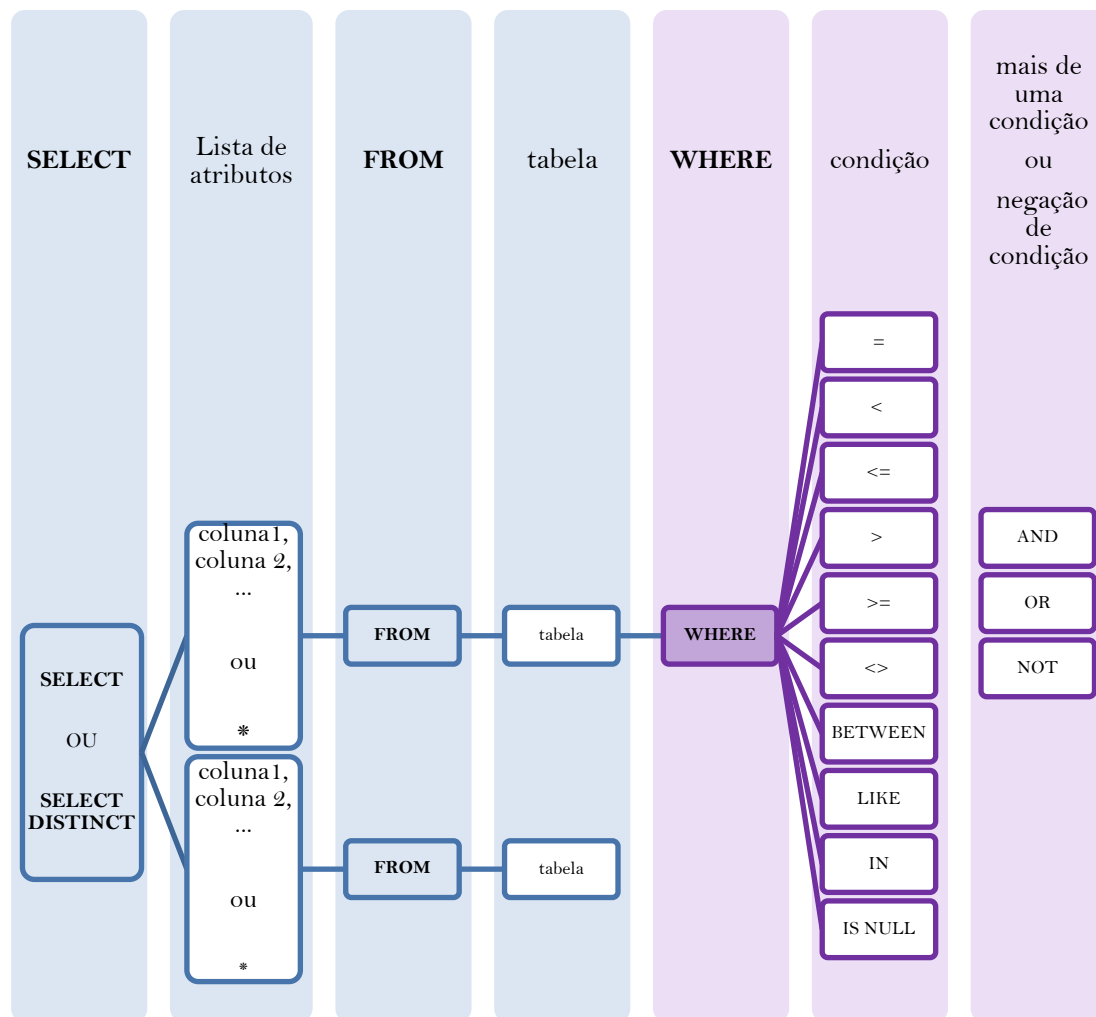 SELECT
Lista de
atributos
FROM
tabela
WHERE
condição
mais de
uma
condição
ou
negação
de
condição
SELECT
OU
SELECT
DISTINCT
coluna1,
coluna 2,
...
ou
*
FROM
tabela
WHERE
coluna1,
coluna 2,
...
ou
*
FROM
tabela
=
<
<=
>
>=
<>
BETWEEN
LIKE
IN
IS NULL
AND
OR
NOT